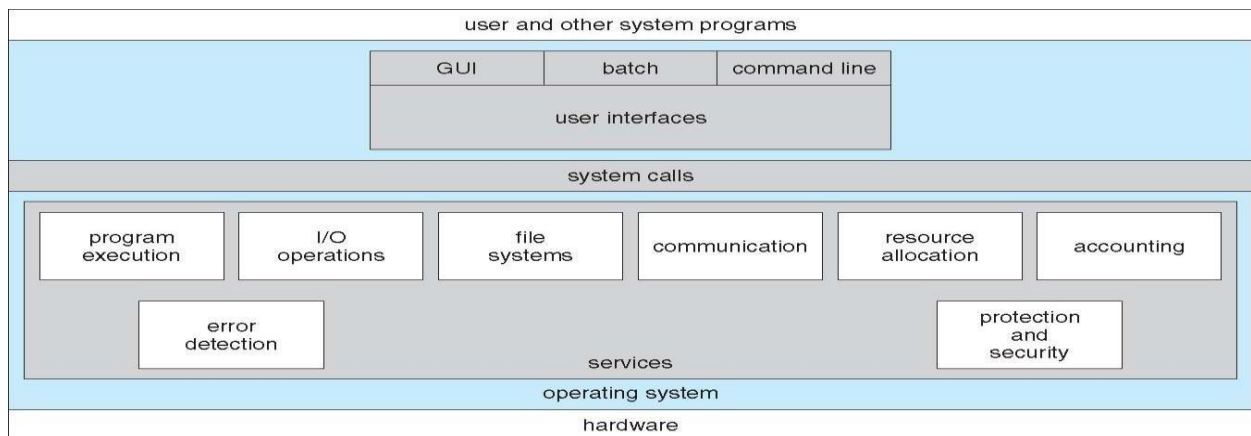 user and other system programs
GUI
batch
command line
user interfaces
system calls
program
execution
I/O
operations
file
systems
communication
resource
allocation
accounting
error
detection
protection
and
security
services
operating system
hardware